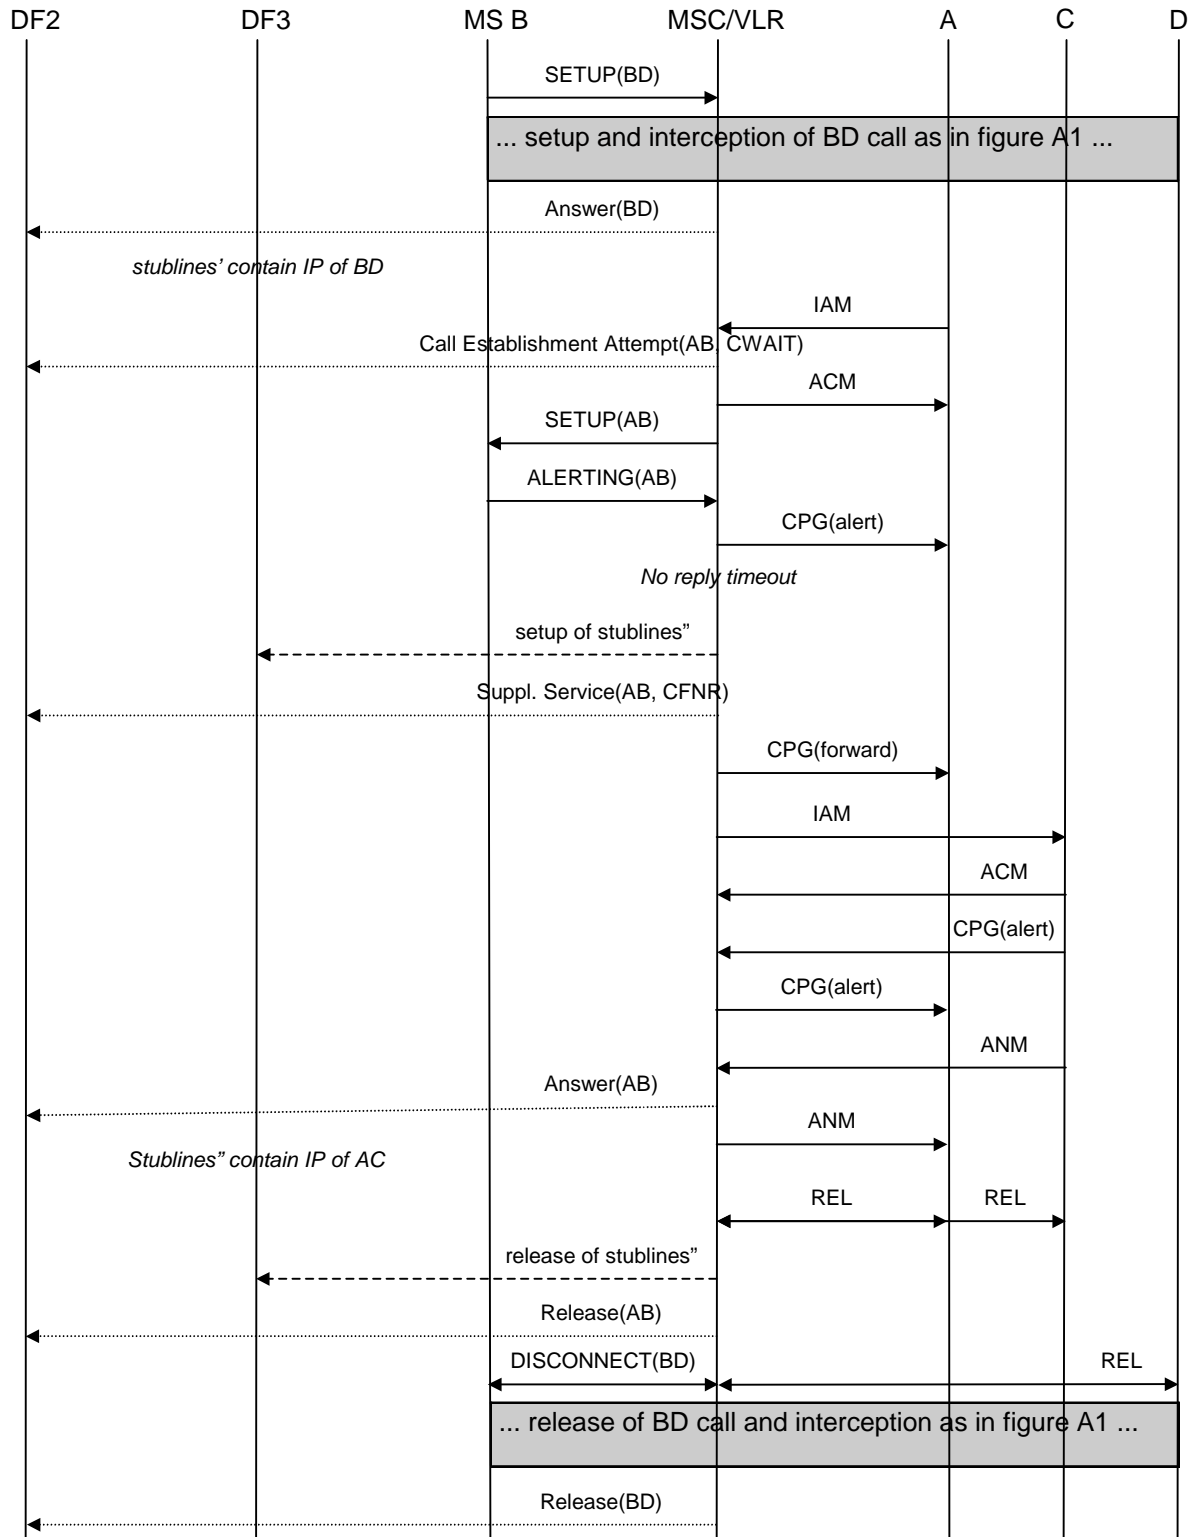 DF2 DF3 MS B MSC/VLR A C D
SETUP(BD)
... setup and interception of BD call as in figure A1 ...
Answer(BD)
stublines’ contain IP of BD
IAM
Call Establishment Attempt(AB, CWAIT)
ACM
SETUP(AB)
ALERTING(AB)
CPG(alert)
No reply timeout
setup of stublines”
Suppl. Service(AB, CFNR)
CPG(forward)
IAM
ACM
CPG(alert)
CPG(alert)
ANM
Answer(AB)
ANM
Stublines” contain IP of AC
REL REL
release of stublines”
Release(AB)
DISCONNECT(BD) REL
... release of BD call and interception as in figure A1 ...
Release(BD)